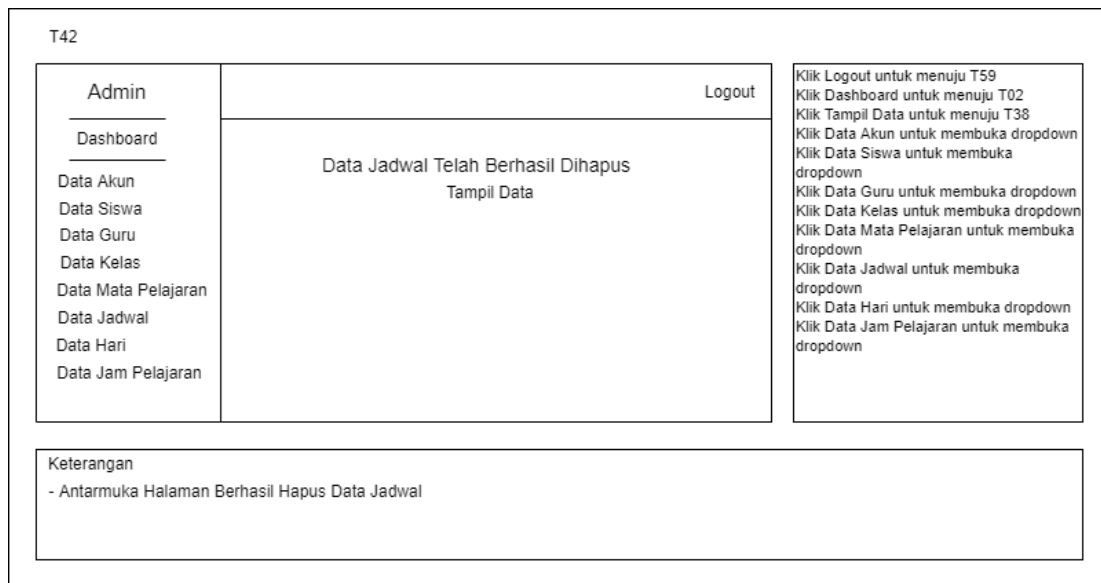 T42
Admin
Dashboard
Data Akun
Data Siswa
Data Guru
Data Kelas
Data Mata Pelajaran
Data Jadwal
Data Hari
Data Jam Pelajaran
Logout
Data Jadwal Telah Berhasil Dihapus
Tampil Data
Klik Logout untuk menuju T59
Klik Dashboard untuk menuju T02
Klik Tampil Data untuk menuju T38
Klik Data Akun untuk membuka dropdown
Klik Data Siswa untuk membuka
dropdown
Klik Data Guru untuk membuka dropdown
Klik Data Kelas untuk membuka dropdown
Klik Data Mata Pelajaran untuk membuka
dropdown
Klik Data Jadwal untuk membuka
dropdown
Klik Data Hari untuk membuka dropdown
Klik Data Jam Pelajaran untuk membuka
dropdown
Keterangan
- Antarmuka Halaman Berhasil Hapus Data Jadwal